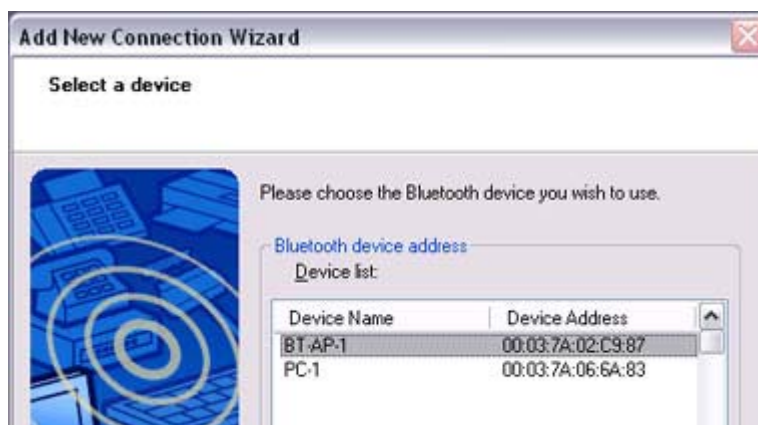 Add New Connection Wizard
Select a device
Please choose the Bluetooth device you wish to use.
Bluetooth device address
Device list:
Device Name Device Address
BT-AP-1 00:03:7A:02:C9:87
PC-1 00:03:7A:06:6A:83